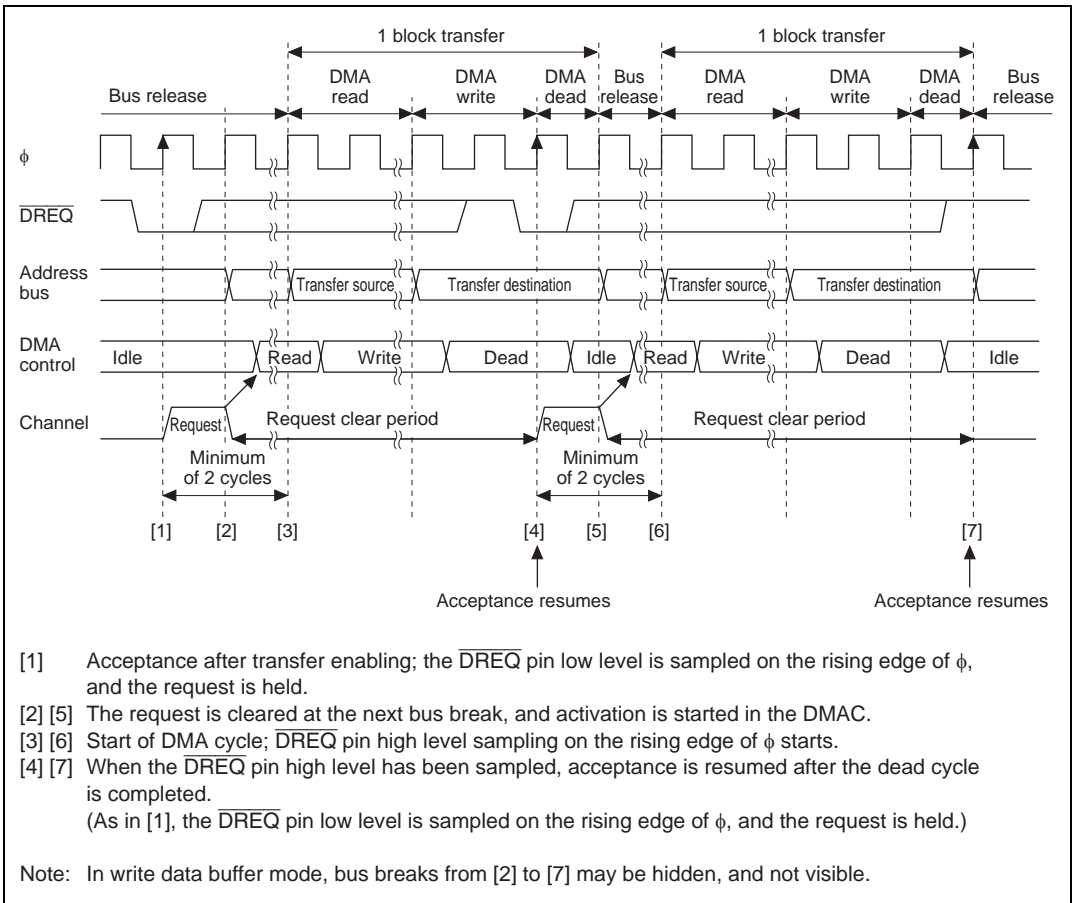 1 block transfer 1 block transfer
DMA DMA DMA Bus DMA DMA DMA Bus
Bus release read write dead release read write dead release
φ
DREQ
Address
bus
Transfer source Transfer destination Transfer source Transfer destination
DMA
control
Idle Read Write Dead Idle Read Write Dead Idle
Channel Request Request clear period Request Request clear period
Minimum Minimum
of 2 cycles of 2 cycles
[1] [2] [3] [4] [5] [6] [7]
Acceptance resumes Acceptance resumes
[1] Acceptance after transfer enabling; the DREQ pin low level is sampled on the rising edge of φ,
and the request is held.
[2] [5] The request is cleared at the next bus break, and activation is started in the DMAC.
[3] [6] Start of DMA cycle; DREQ pin high level sampling on the rising edge of φ starts.
[4] [7] When the DREQ pin high level has been sampled, acceptance is resumed after the dead cycle
is completed.
(As in [1], the DREQ pin low level is sampled on the rising edge of φ, and the request is held.)
Note: In write data buffer mode, bus breaks from [2] to [7] may be hidden, and not visible.